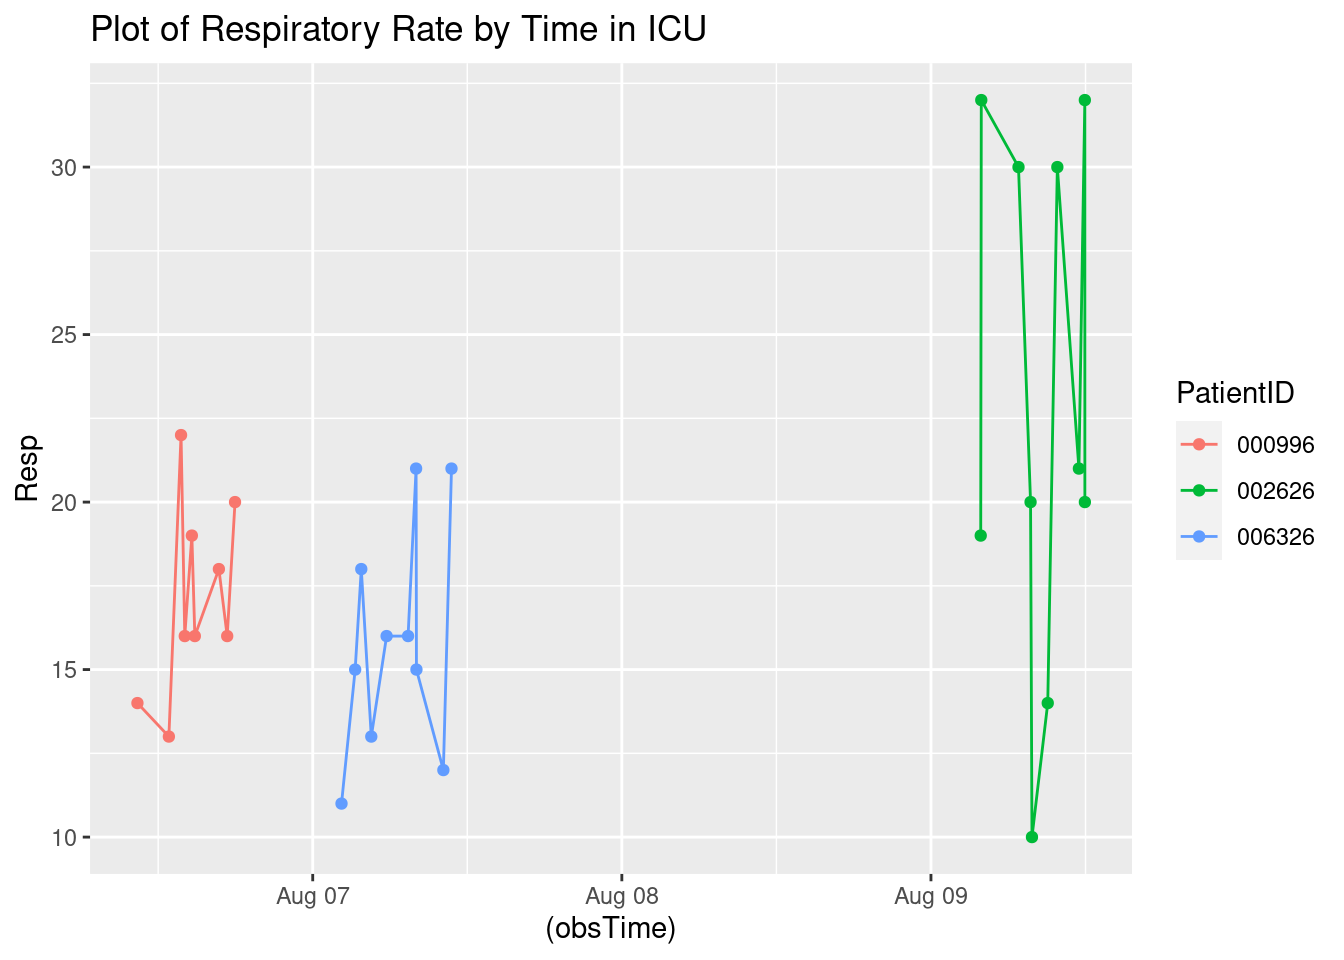 Plot of Respiratory Rate by Time in ICU
30
25
20
15
10
Resp
Aug 07
Aug 08
Aug 09
(obsTime)
PatientID
000996
002626
006326